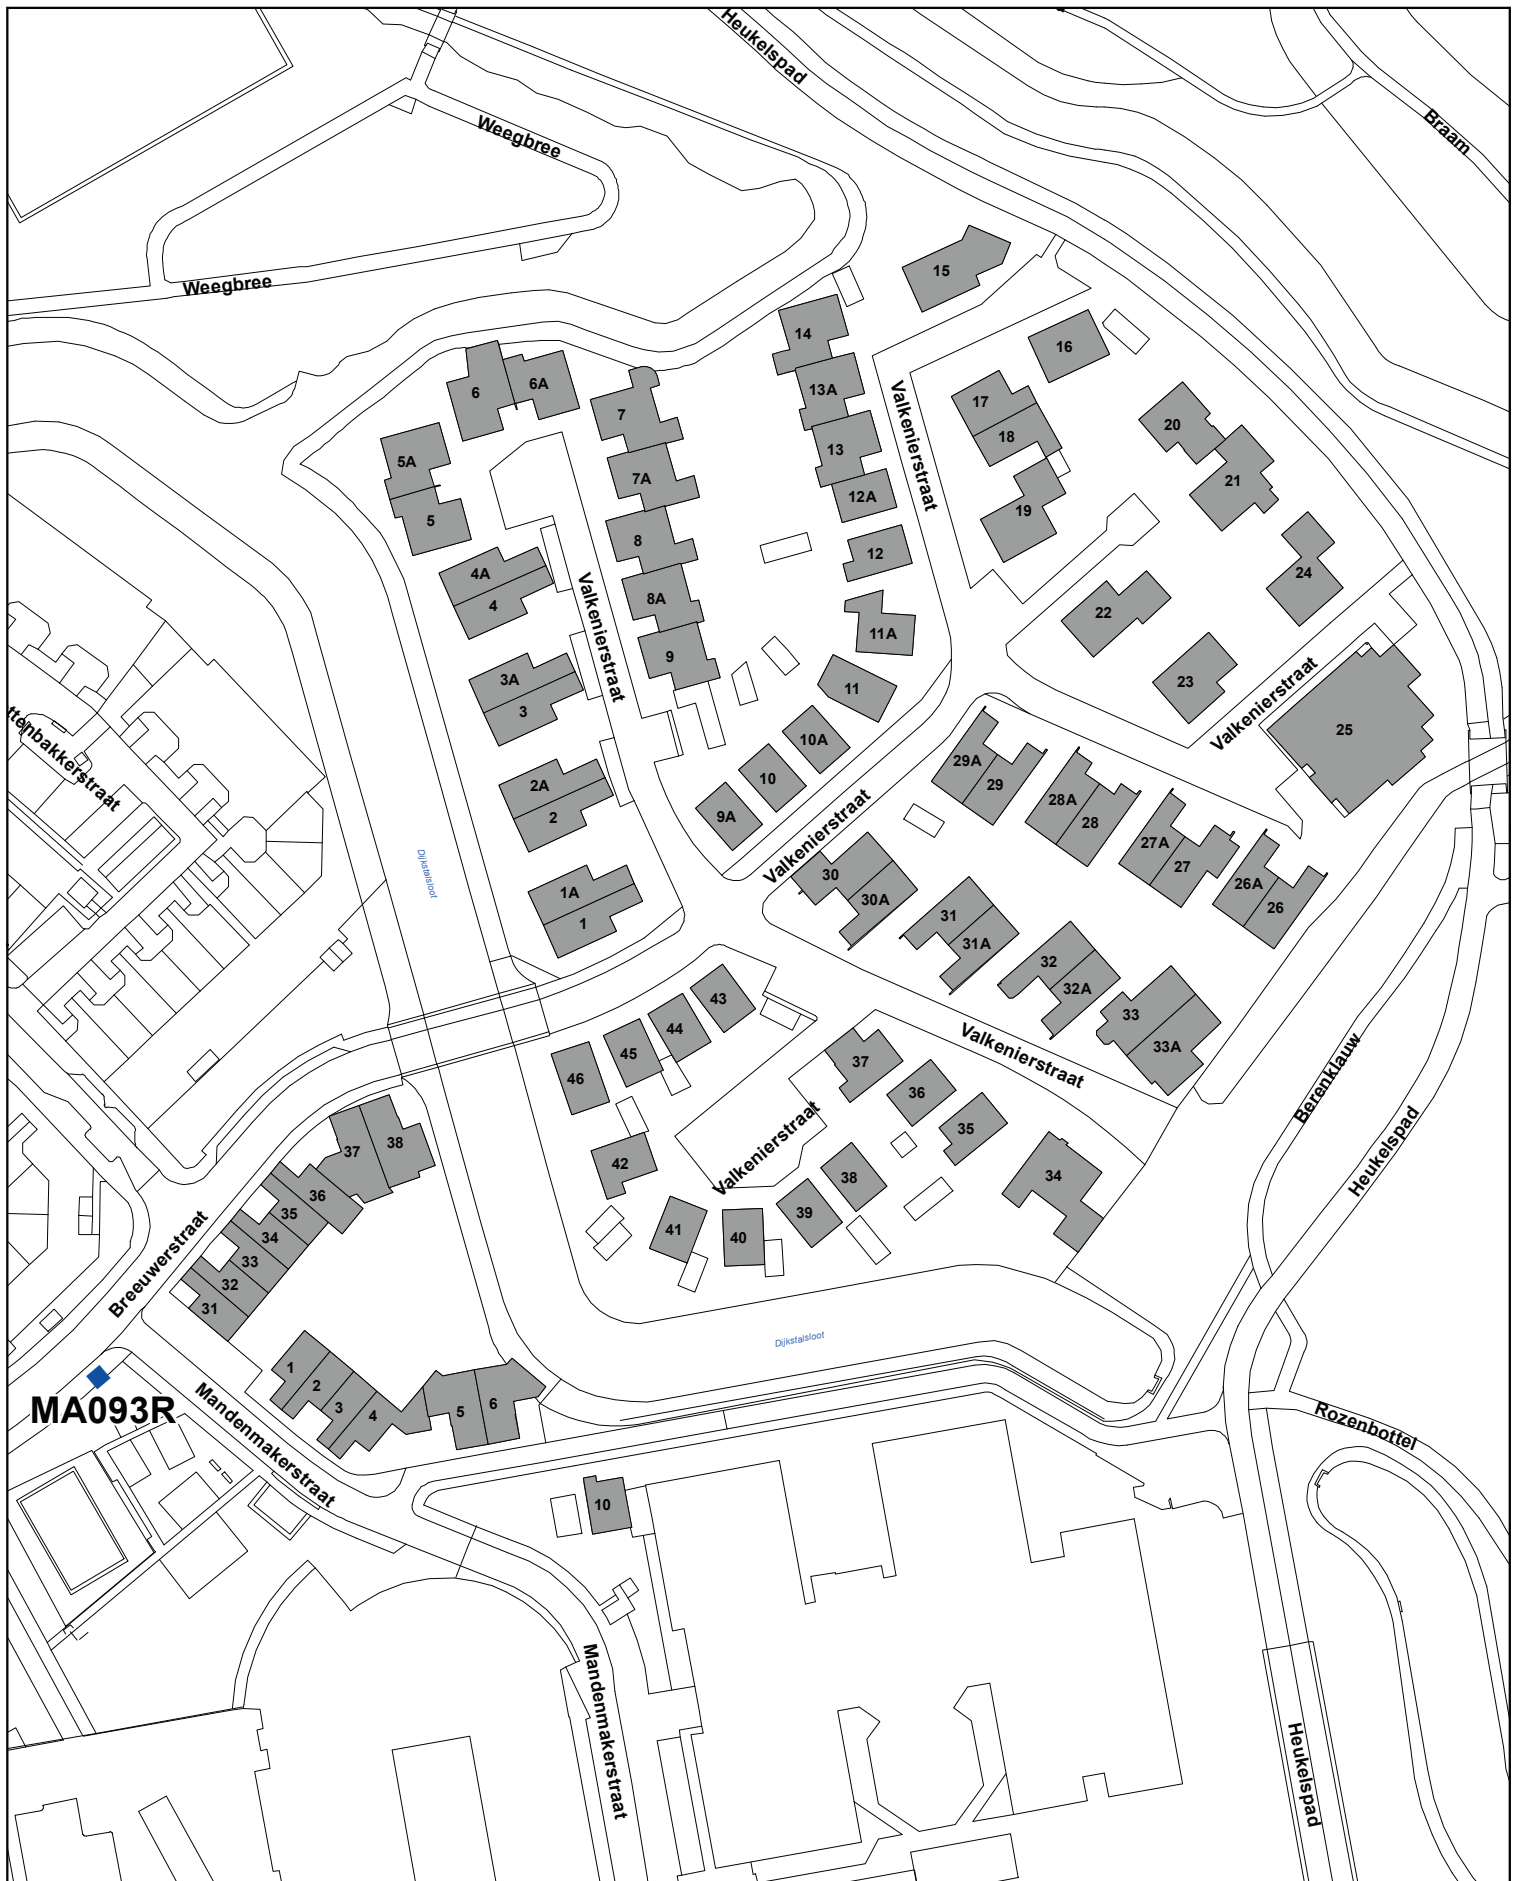 Heukelspad
Braam
Weegbree
Weegbree
15
14
16
13A
6A
6
17
7
18
20
13
5A
7A
21
12A
19
5
8
12
24
4A
8A
4
22
11A
9
3A
23
11
3
25
10A
29A
10
29
2A
28A
2
9A
28
27A
27
30
26A
1A
30A
26
31
1
31A
32
32A
43
33
44
33A
45
37
46
36
35
38
37
42
34
36
38
35
39
41
34
40
33
32
31
1
2
3
4
5
6
10
Valkenierstraat
Valkenierstraat
Valkenierstraat
Valkenierstraat
Valkenierstraat
Valkenierstraat
ttenbakkerstraat
Dijkstalsloot
Dijkstalsloot
Berenklauw
Heukelspad
Breeuwerstraat
MA093R
Mandenmakerstraat
Rozenbottel
Mandenmakerstraat
Heukelspad